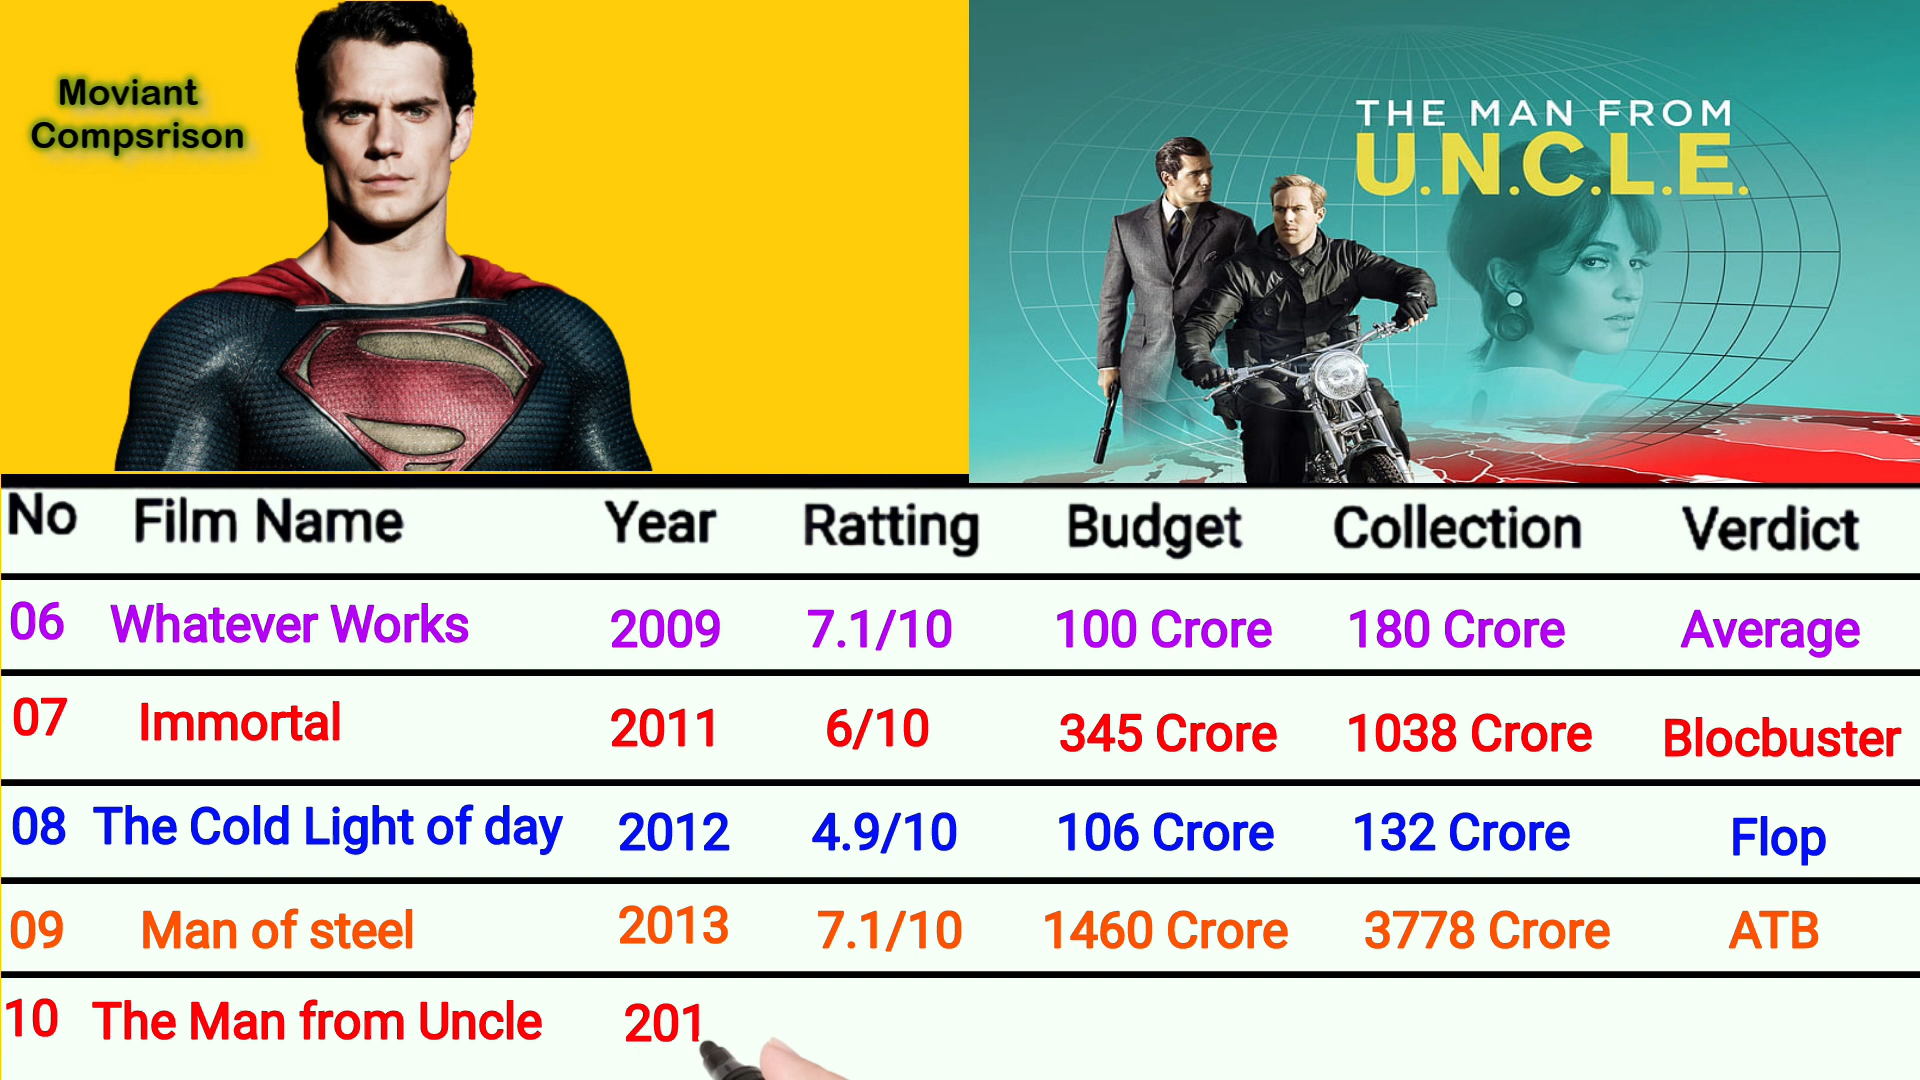 Moviant
Compsrison
THE MAN FROM
U.N.C.L.E.
No Film Name Year Ratting Budget Collection Verdict
06 Whatever Works 2009 7.1/10 100 Crore 180 Crore Average
07 Immortal 2011 6/10 345 Crore 1038 Crore Blocbuster
08 The Cold Light of day 2012 4.9/10 106 Crore 132 Crore Flop
09 Man of steel 2013 7.1/10 1460 Crore 3778 Crore ATB
10 The Man from Uncle 201